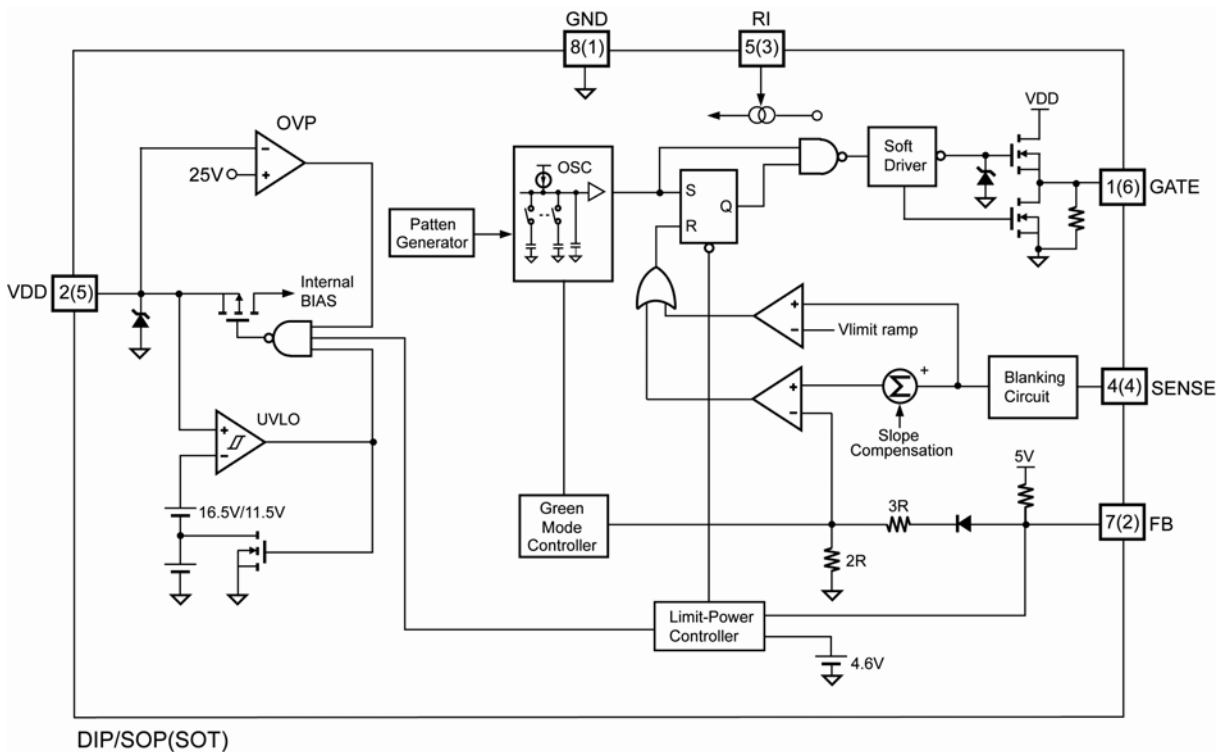 GND
8(1)
RI
5(3)
OVP
25V
VDD
2(5)
Internal
BIAS
UVLO
16.5V/11.5V
Patten
Generator
OSC
S
Q
R
Soft
Driver
VDD
1(6)
GATE
+
−
Vlimit ramp
+
−
Σ
+
Slope
Compensation
Blanking
Circuit
4(4)
SENSE
5V
Green
Mode
Controller
3R
2R
7(2)
FB
Limit-Power
Controller
4.6V
−
+
+
−
DIP/SOP(SOT)